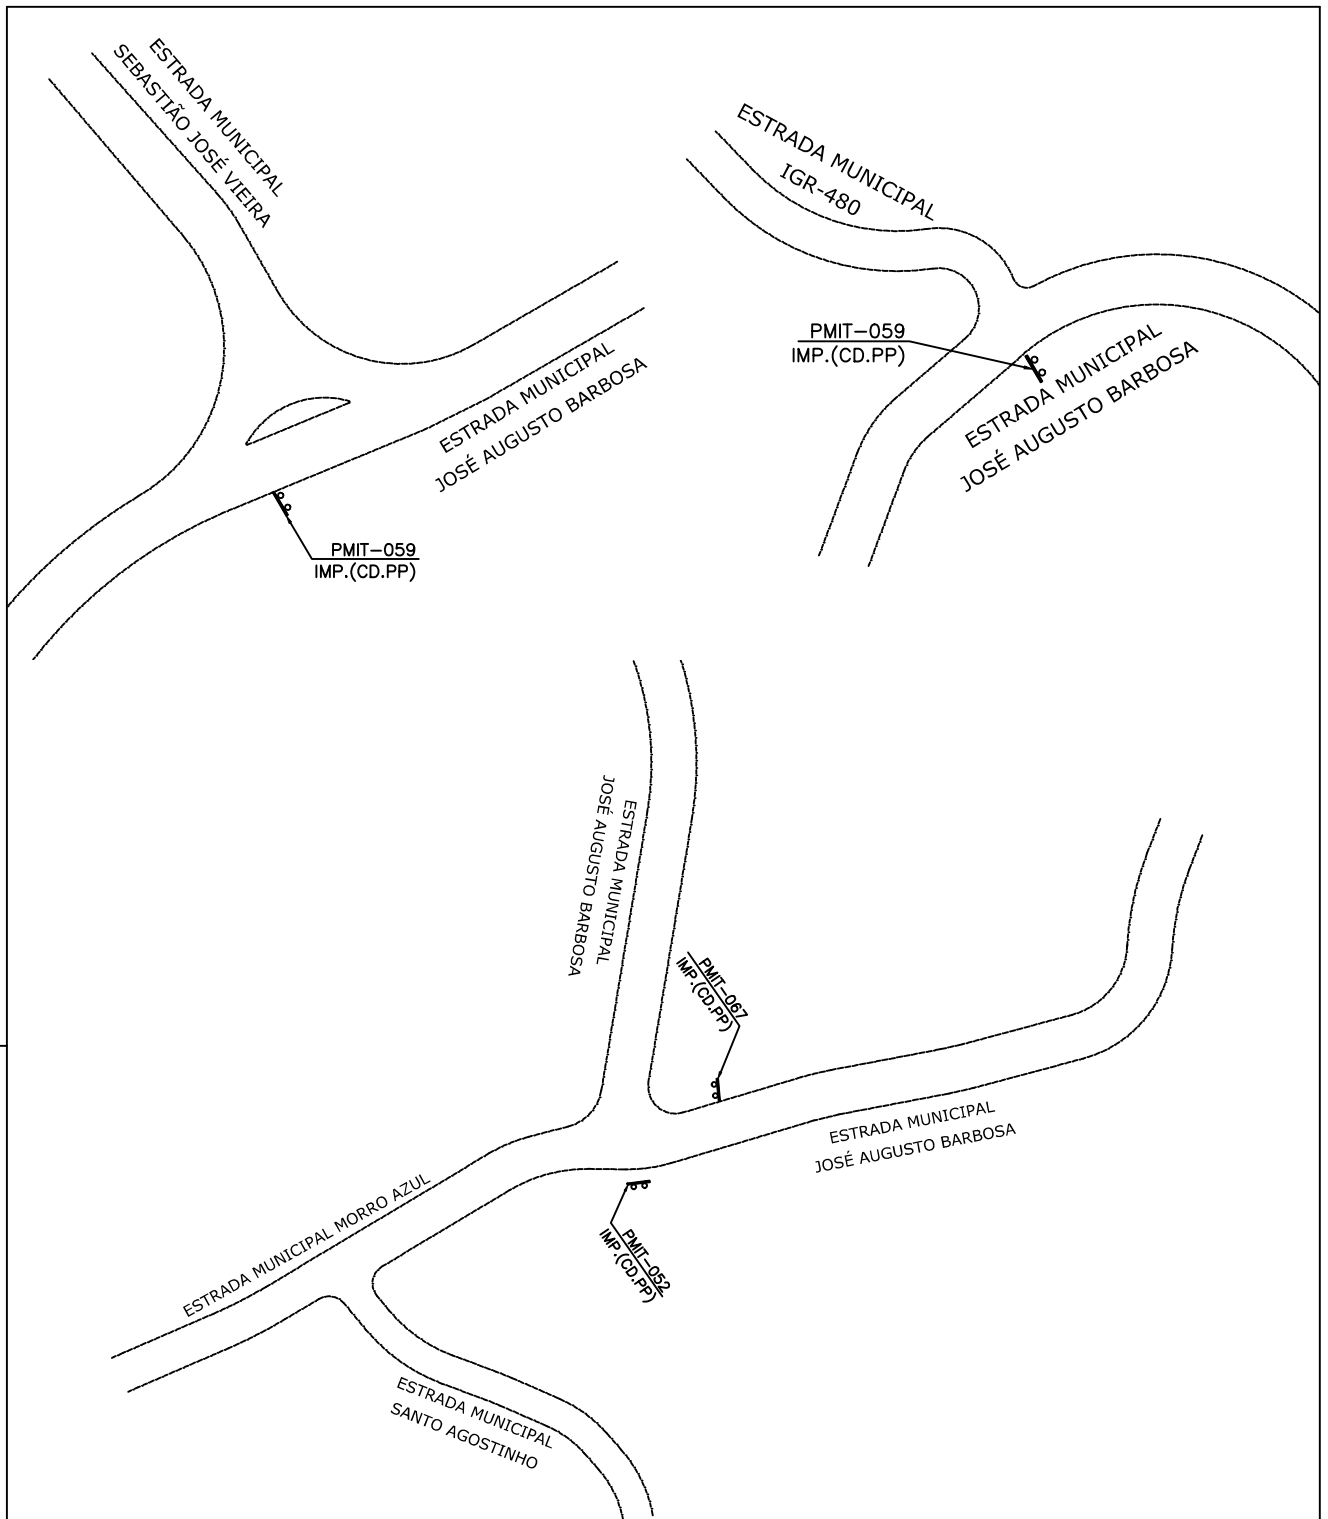 ESTRADA MUNICIPAL
SEBASTIÃO JOSÉ VIEIRA
ESTRADA MUNICIPAL
JOSÉ AUGUSTO BARBOSA
PMIT-059
IMP.(CD.PP)
ESTRADA MUNICIPAL
IGR-480
PMIT-059
IMP.(CD.PP)
ESTRADA MUNICIPAL
JOSÉ AUGUSTO BARBOSA
ESTRADA MUNICIPAL
JOSÉ AUGUSTO BARBOSA
PMIT-067
IMP.(CD.PP)
ESTRADA MUNICIPAL
JOSÉ AUGUSTO BARBOSA
ESTRADA MUNICIPAL MORRO AZUL
PMIT-052
IMP.(CD.PP)
ESTRADA MUNICIPAL
SANTO AGOSTINHO